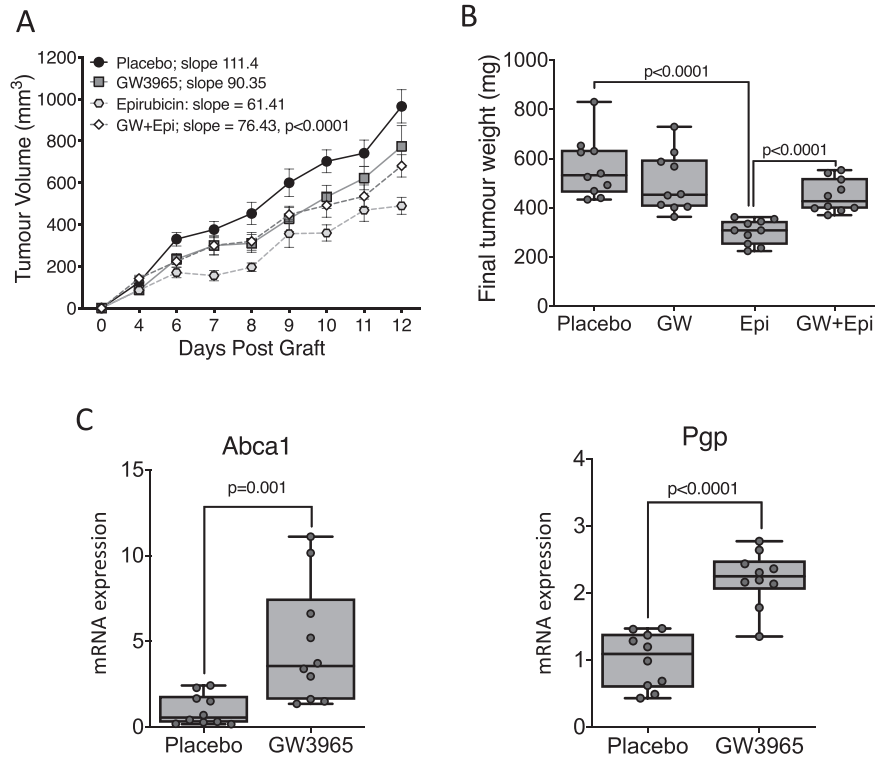 A
Tumour Volume (mm³)
1200
1000
800
600
400
200
0
Placebo; slope 111.4
GW3965; slope 90.35
Epirubicin: slope = 61.41
GW+Epi; slope = 76.43, p<0.0001
0 4 6 7 8 9 10 11 12
Days Post Graft
B
Final tumour weight (mg)
1000
800
600
400
200
0
p<0.0001
p<0.0001
Placebo GW Epi GW+Epi
C
Abca1
mRNA expression
15
10
5
0
p=0.001
Placebo GW3965
Pgp
mRNA expression
4
3
2
1
0
p<0.0001
Placebo GW3965